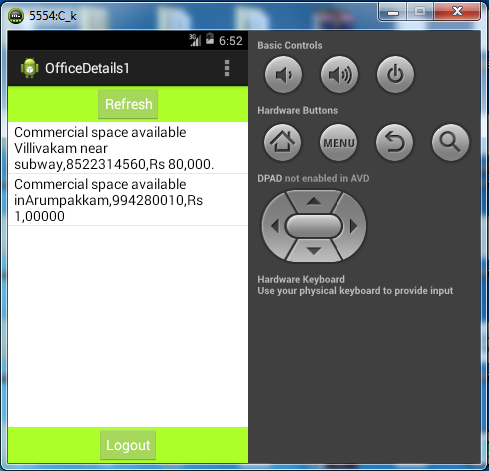 5554:C_k
3G 6:52
OfficeDetails1
Refresh
Commercial space available
Villivakam near
subway,8522314560,Rs 80,000.
Commercial space available
inArumpakkam,994280010,Rs
1,00000
Logout
Basic Controls
Hardware Buttons
MENU
DPAD not enabled in AVD
Hardware Keyboard
Use your physical keyboard to provide input